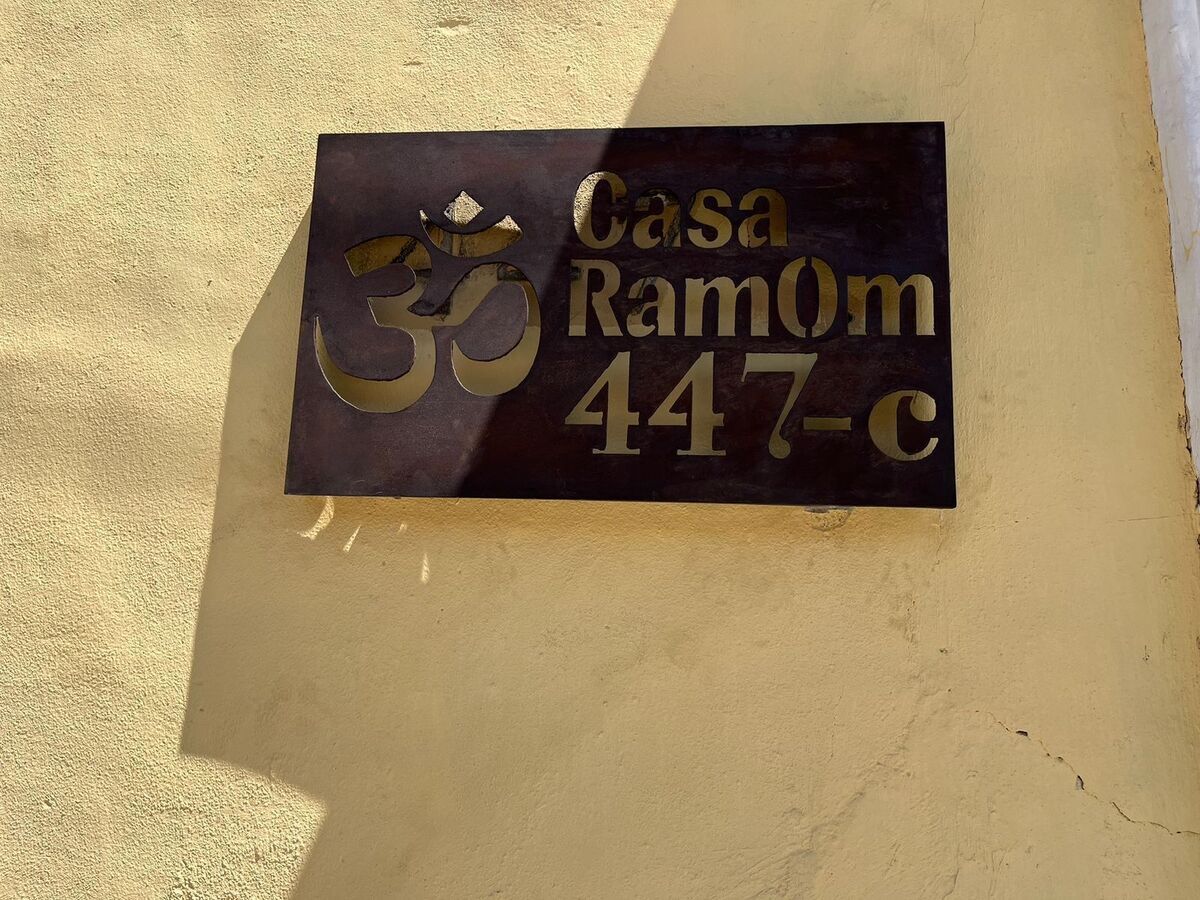 ॐ
Casa
RamOm
447-c